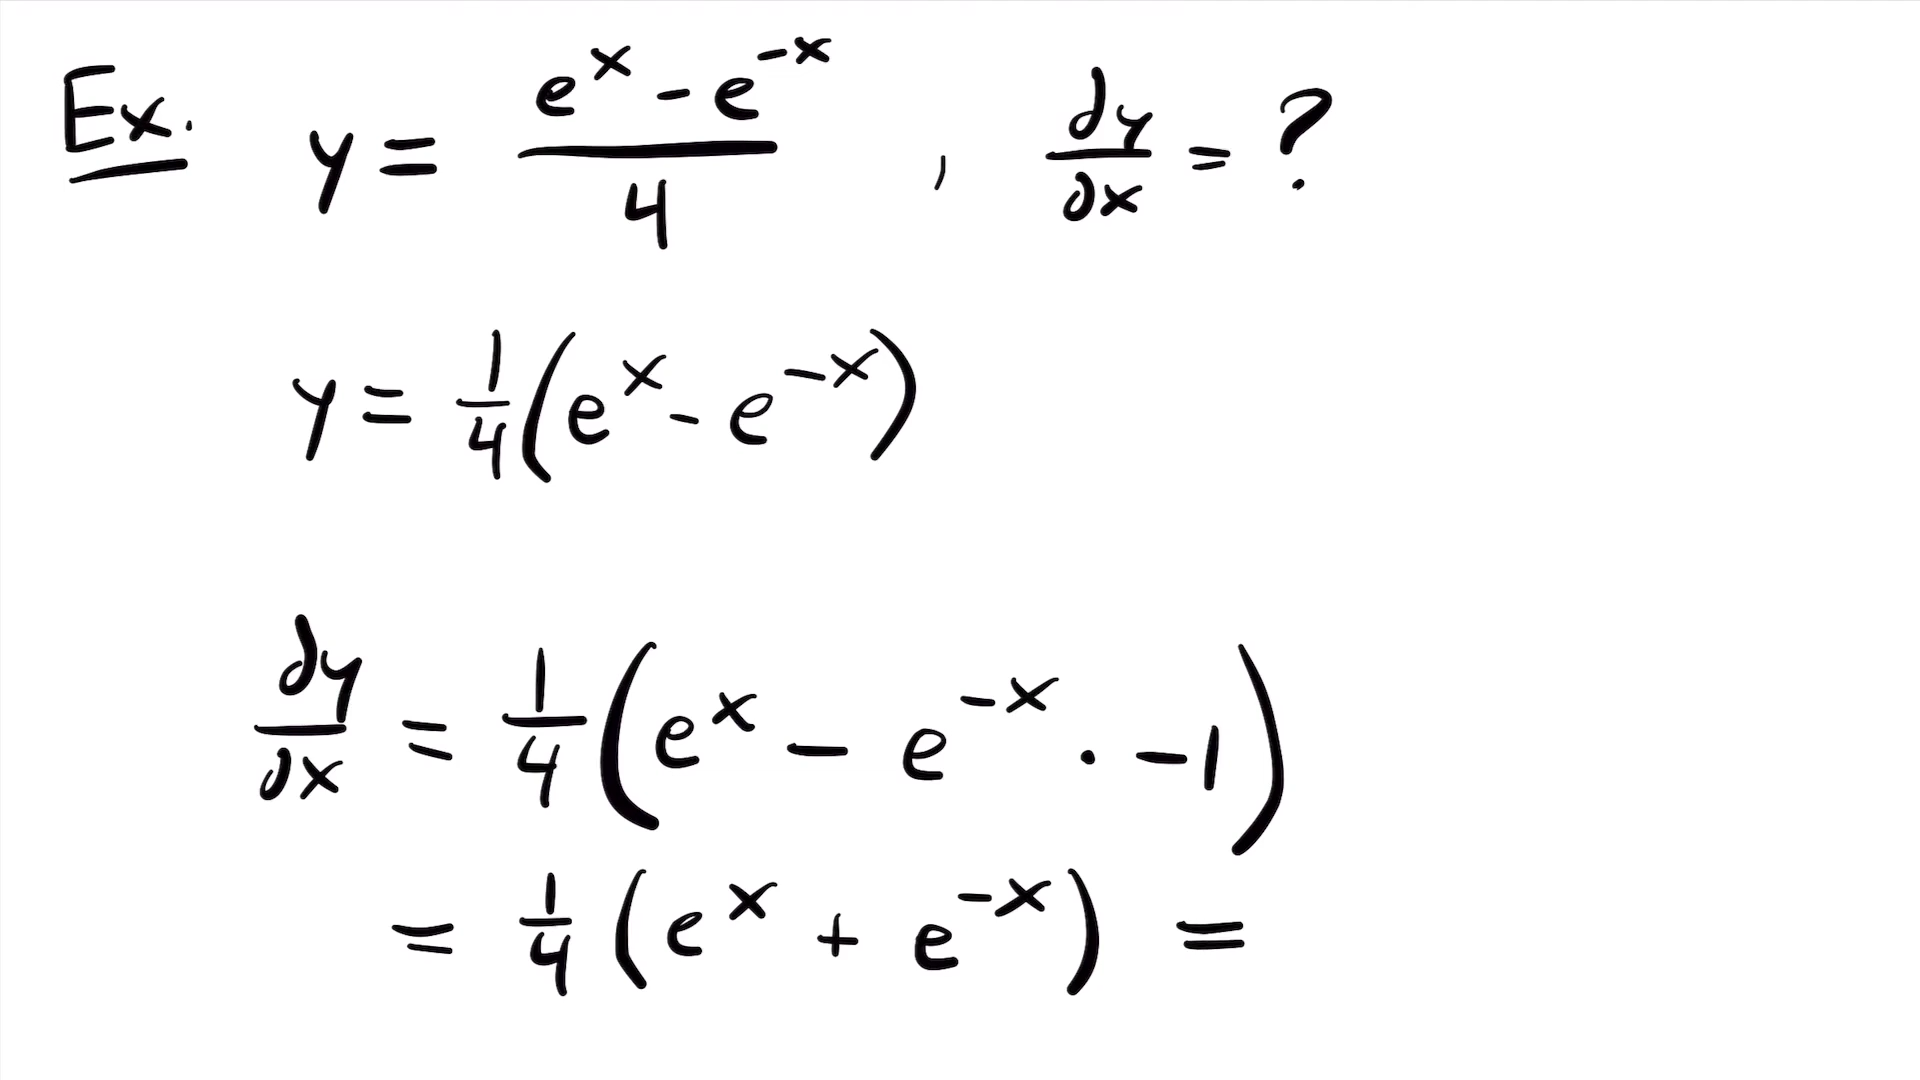 Ex. y = (e^x - e^-x)/4 , dy/dx = ?
y = 1/4 (e^x - e^-x)
dy/dx = 1/4 (e^x - e^-x · -1)
= 1/4 (e^x + e^-x) =